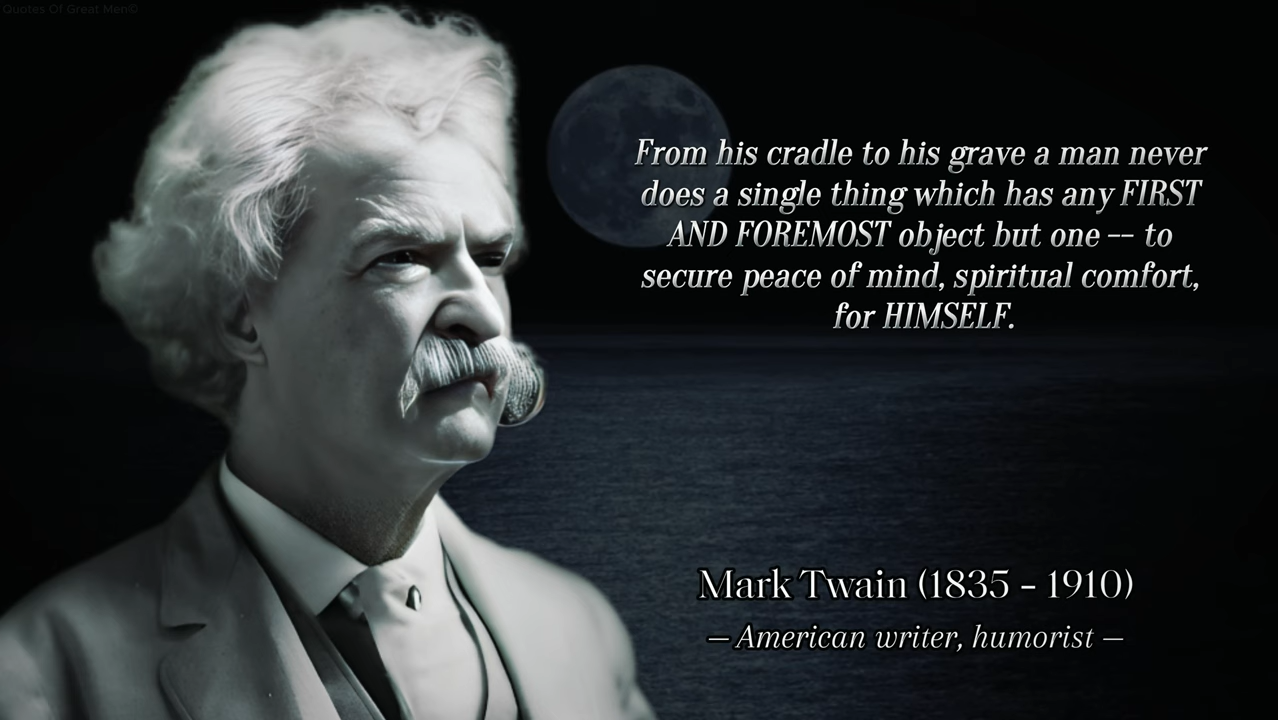 Quotes Of Great Men©
From his cradle to his grave a man never
does a single thing which has any FIRST
AND FOREMOST object but one -- to
secure peace of mind, spiritual comfort,
for HIMSELF.
Mark Twain (1835 - 1910)
— American writer, humorist —